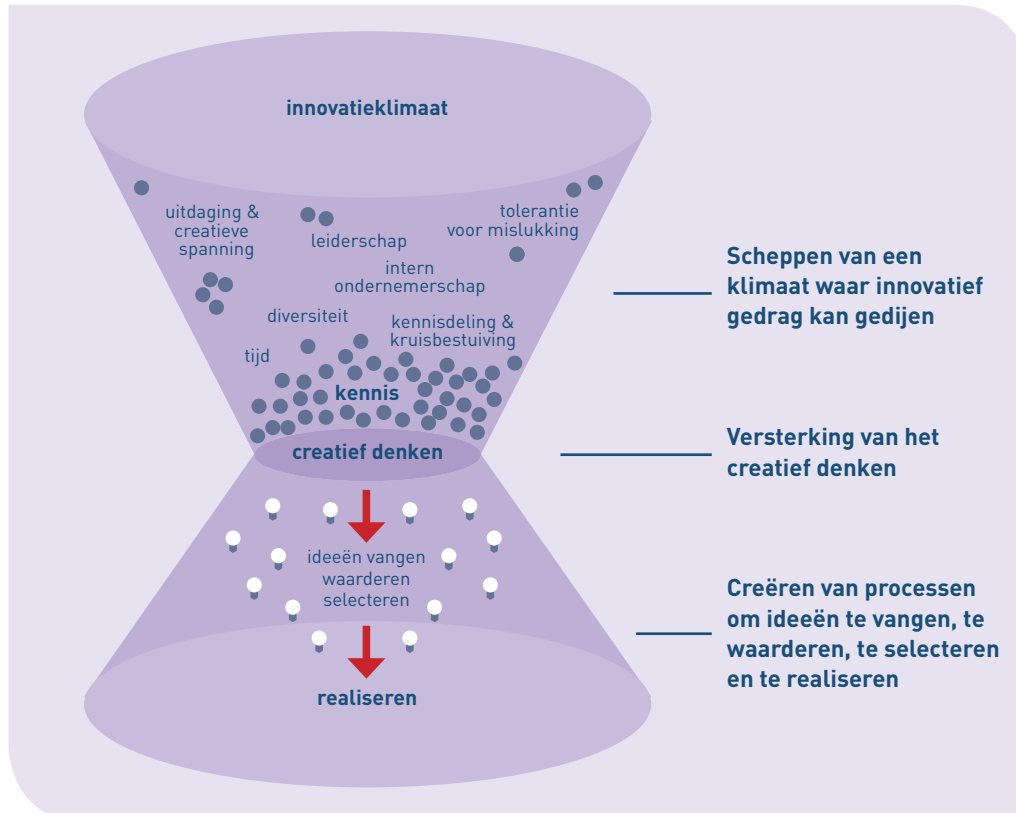 innovatieklimaat
uitdaging &
creatieve
spanning
leiderschap
tolerantie
voor mislukking
intern
ondernemerschap
diversiteit
kennisdeling &
kruisbestuiving
tijd
kennis
creatief denken
ideeën vangen
waarderen
selecteren
realiseren
Scheppen van een
klimaat waar innovatief
gedrag kan gedijen
Versterking van het
creatief denken
Creëren van processen
om ideeën te vangen, te
waarderen, te selecteren
en te realiseren